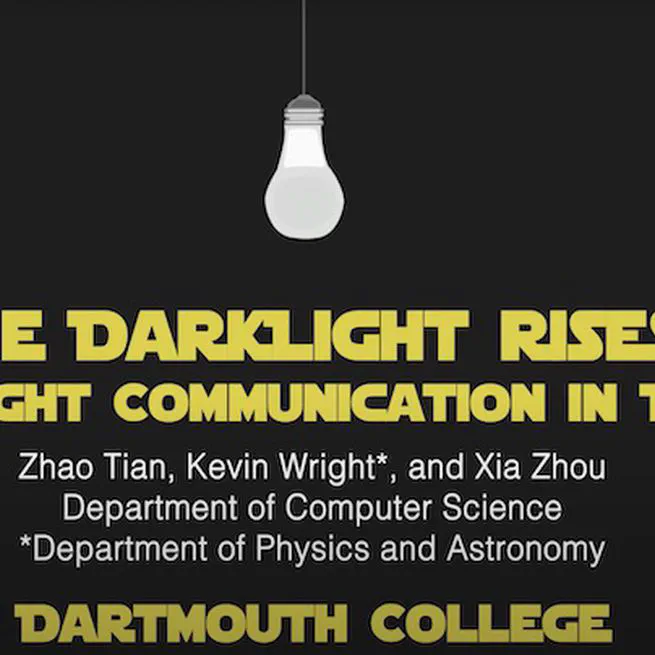 E DARKLIGHT RISES
GHT COMMUNICATION IN T
Zhao Tian, Kevin Wright*, and Xia Zhou
Department of Computer Science
*Department of Physics and Astronomy
DARTMOUTH COLLEGE